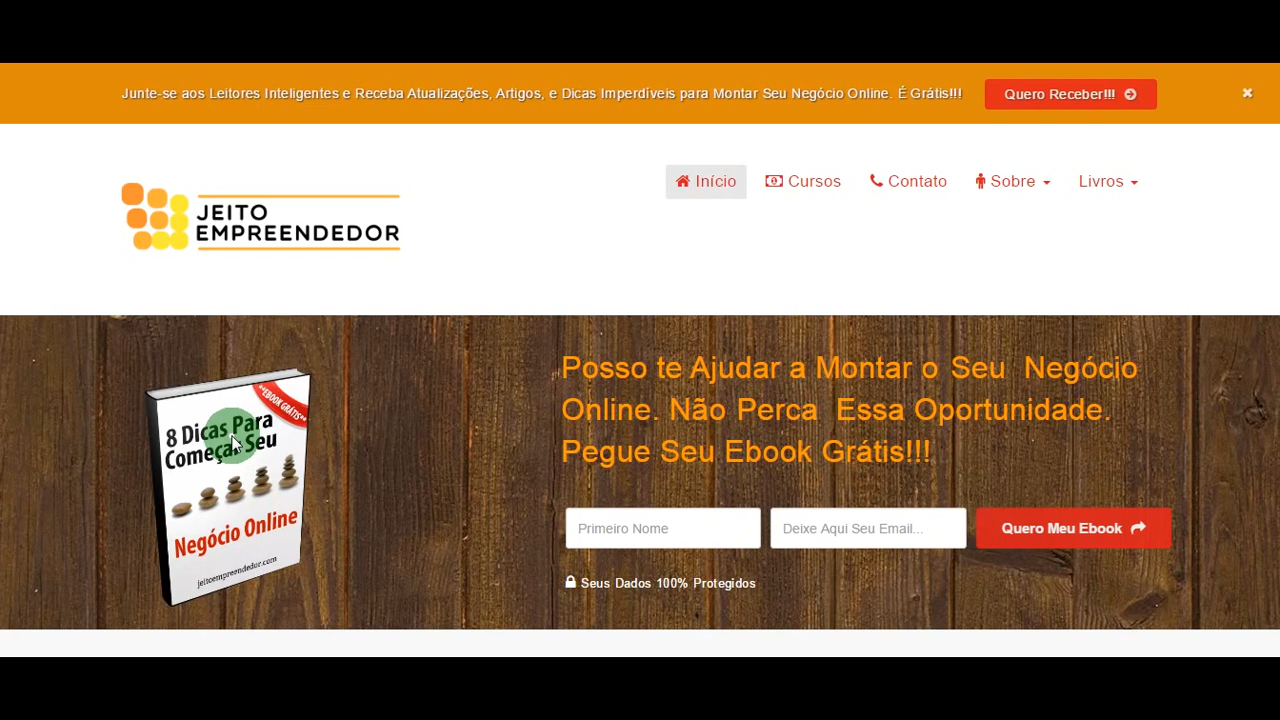 Junte-se aos Leitores Inteligentes e Receba Atualizações, Artigos, e Dicas Imperdíveis para Montar Seu Negócio Online. É Grátis!!!
Quero Receber!!!
JEITO
EMPREENDEDOR
Início
Cursos
Contato
Sobre
Livros
**EBOOK GRÁTIS**
8 Dicas Para
Começar Seu
Negócio Online
jeitoempreendedor.com
Posso te Ajudar a Montar o Seu Negócio
Online. Não Perca Essa Oportunidade.
Pegue Seu Ebook Grátis!!!
Primeiro Nome
Deixe Aqui Seu Email...
Quero Meu Ebook
Seus Dados 100% Protegidos